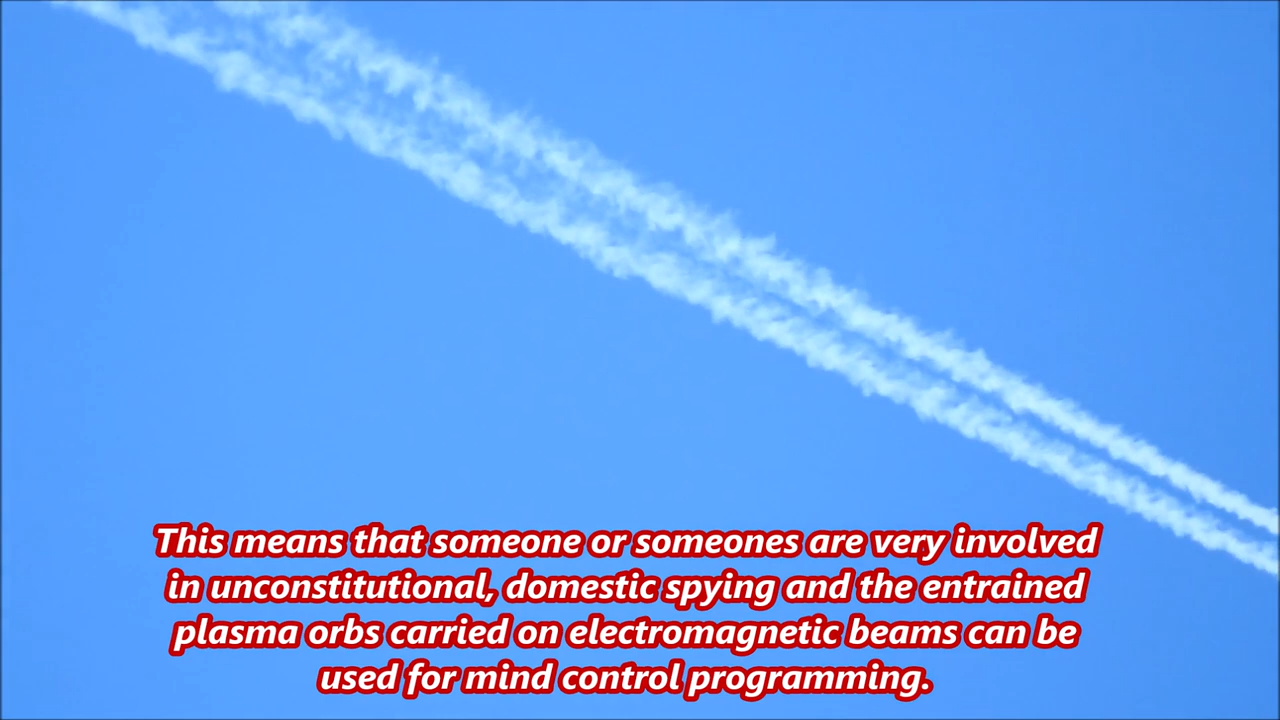 This means that someone or someones are very involved
in unconstitutional, domestic spying and the entrained
plasma orbs carried on electromagnetic beams can be
used for mind control programming.